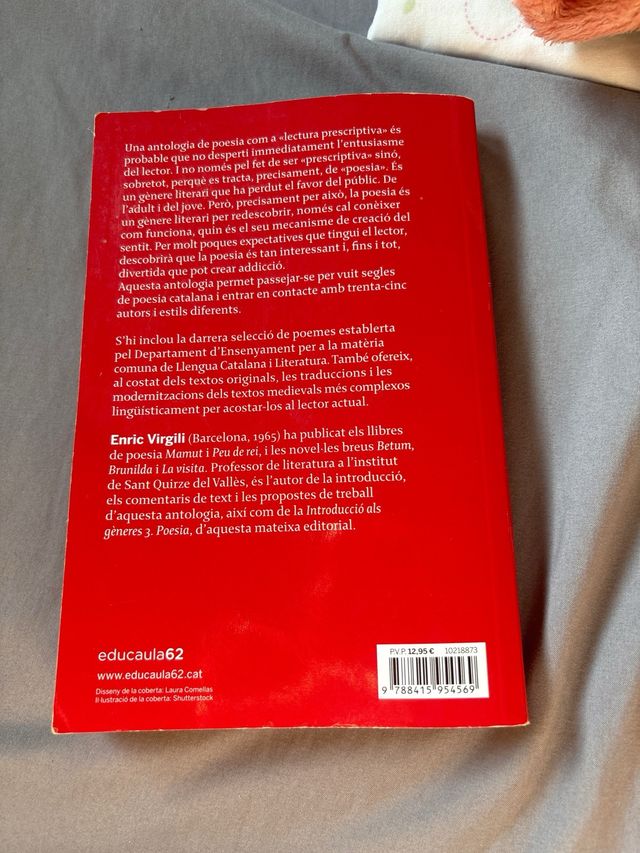 Una antologia de poesia com a «lectura prescriptiva» és
probable que no desperti immediatament l'entusiasme
del lector. I no només pel fet de ser «prescriptiva» sinó,
sobretot, perquè es tracta, precisament, de «poesia». És
un gènere literari que ha perdut el favor del públic. De
l'adult i del jove. Però, precisament per això, la poesia és
un gènere literari per redescobrir, només cal conèixer
com funciona, quin és el seu mecanisme de creació del
sentit. Per molt poques expectatives que tingui el lector,
descobrirà que la poesia és tan interessant i, fins i tot,
divertida que pot crear addicció.
Aquesta antologia permet passejar-se per vuit segles
de poesia catalana i entrar en contacte amb trenta-cinc
autors i estils diferents.
S'hi inclou la darrera selecció de poemes establerta
pel Departament d'Ensenyament per a la matèria
comuna de Llengua Catalana i Literatura. També ofereix,
al costat dels textos originals, les traduccions i les
modernitzacions dels textos medievals més complexos
lingüísticament per acostar-los al lector actual.
Enric Virgili (Barcelona, 1965) ha publicat els llibres
de poesia Mamut i Peu de rei, i les novel·les breus Betum,
Brunilda i La visita. Professor de literatura a l'institut
de Sant Quirze del Vallès, és l'autor de la introducció,
els comentaris de text i les propostes de treball
d'aquesta antologia, així com de la Introducció als
gèneres 3. Poesia, d'aquesta mateixa editorial.
educaula62
www.educaula62.cat
Disseny de la coberta: Laura Comellas
Il·lustració de la coberta: Shutterstock
P.V.P. 12,95 € 10218873
9 788415 954569